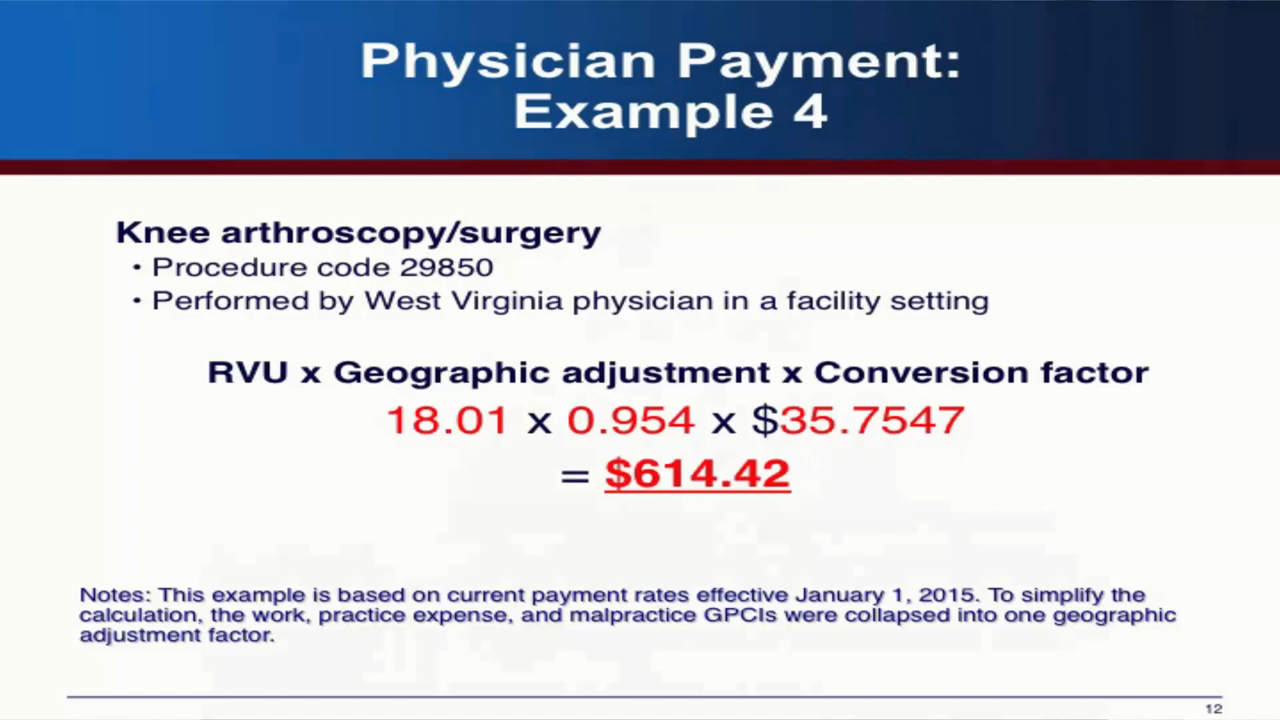 Physician Payment:
Example 4
Knee arthroscopy/surgery
• Procedure code 29850
• Performed by West Virginia physician in a facility setting
RVU x Geographic adjustment x Conversion factor
18.01 x 0.954 x $35.7547
= $614.42
Notes: This example is based on current payment rates effective January 1, 2015. To simplify the
calculation, the work, practice expense, and malpractice GPCIs were collapsed into one geographic
adjustment factor.
12